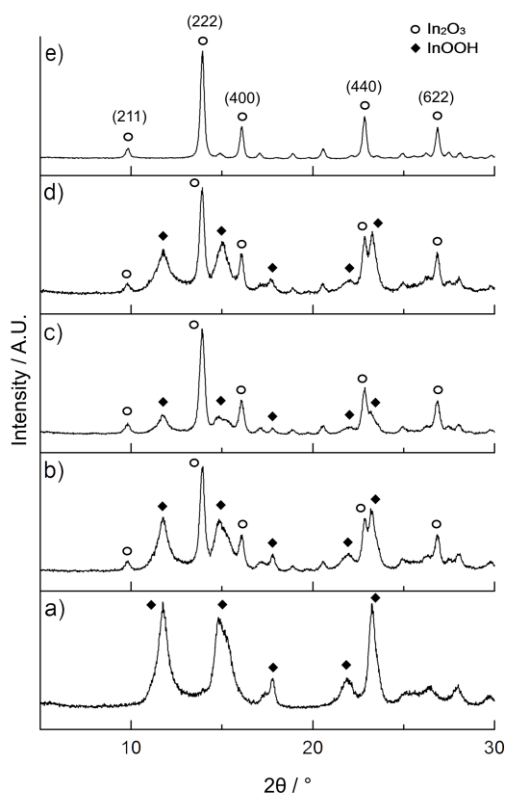 ○ In₂O₃
◆ InOOH
e)
(211)
(222)
(400)
(440)
(622)
d)
c)
b)
a)
Intensity / A.U.
10
20
30
2θ / °